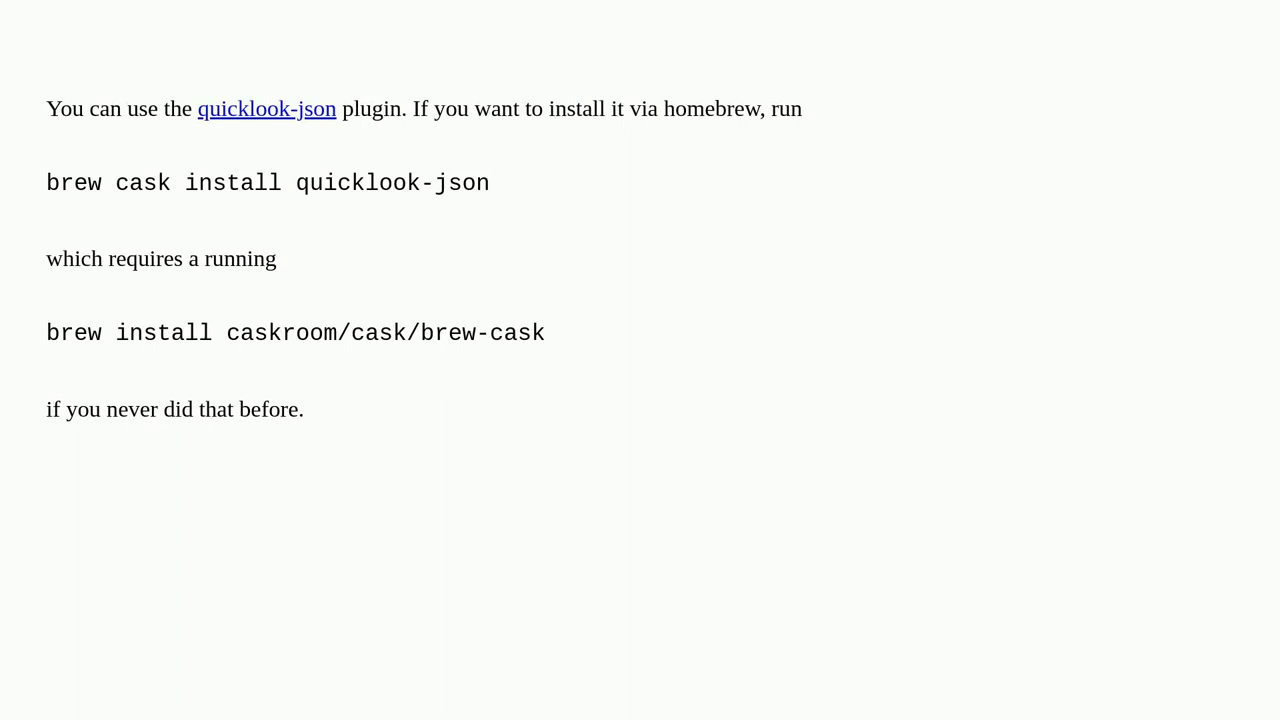 You can use the quicklook-json plugin. If you want to install it via homebrew, run
brew cask install quicklook-json
which requires a running
brew install caskroom/cask/brew-cask
if you never did that before.